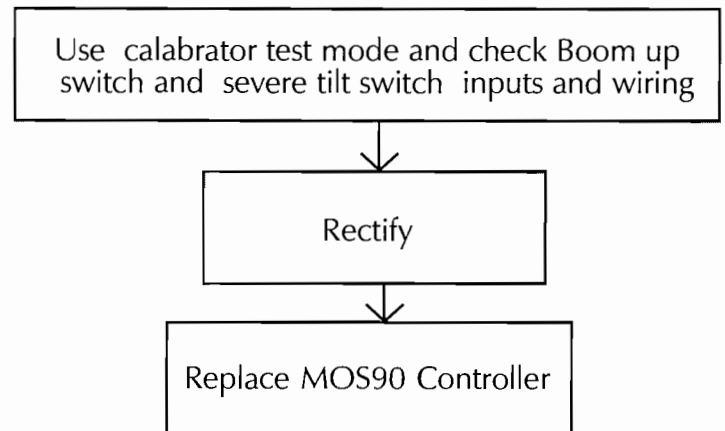 Use calabrator test mode and check Boom up
switch and severe tilt switch inputs and wiring
Rectify
Replace MOS90 Controller